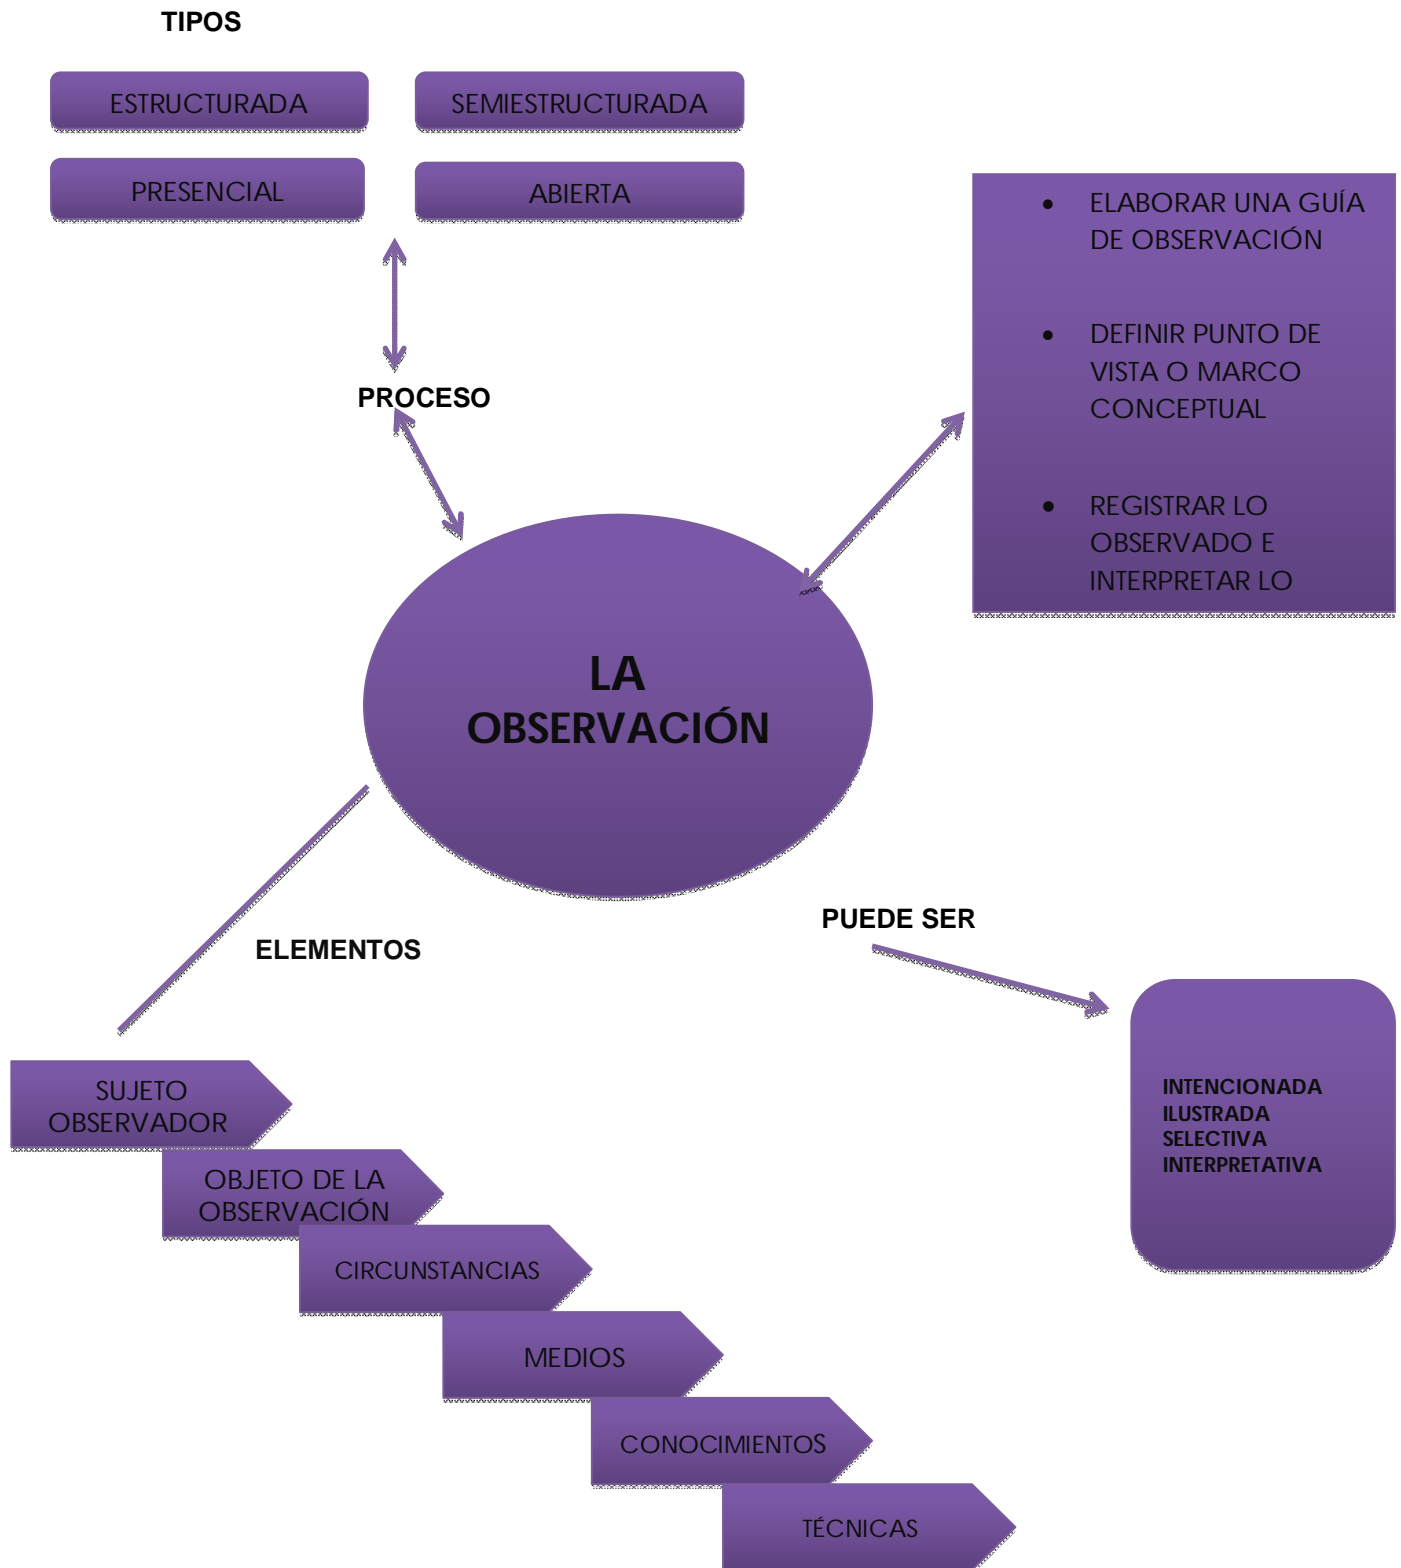 TIPOS
ESTRUCTURADA
SEMIESTRUCTURADA
PRESENCIAL
ABIERTA
• ELABORAR UNA GUÍA
DE OBSERVACIÓN
• DEFINIR PUNTO DE
VISTA O MARCO
CONCEPTUAL
• REGISTRAR LO
OBSERVADO E
INTERPRETAR LO
PROCESO
LA
OBSERVACIÓN
PUEDE SER
ELEMENTOS
INTENCIONADA
ILUSTRADA
SELECTIVA
INTERPRETATIVA
SUJETO
OBSERVADOR
OBJETO DE LA
OBSERVACIÓN
CIRCUNSTANCIAS
MEDIOS
CONOCIMIENTOS
TÉCNICAS